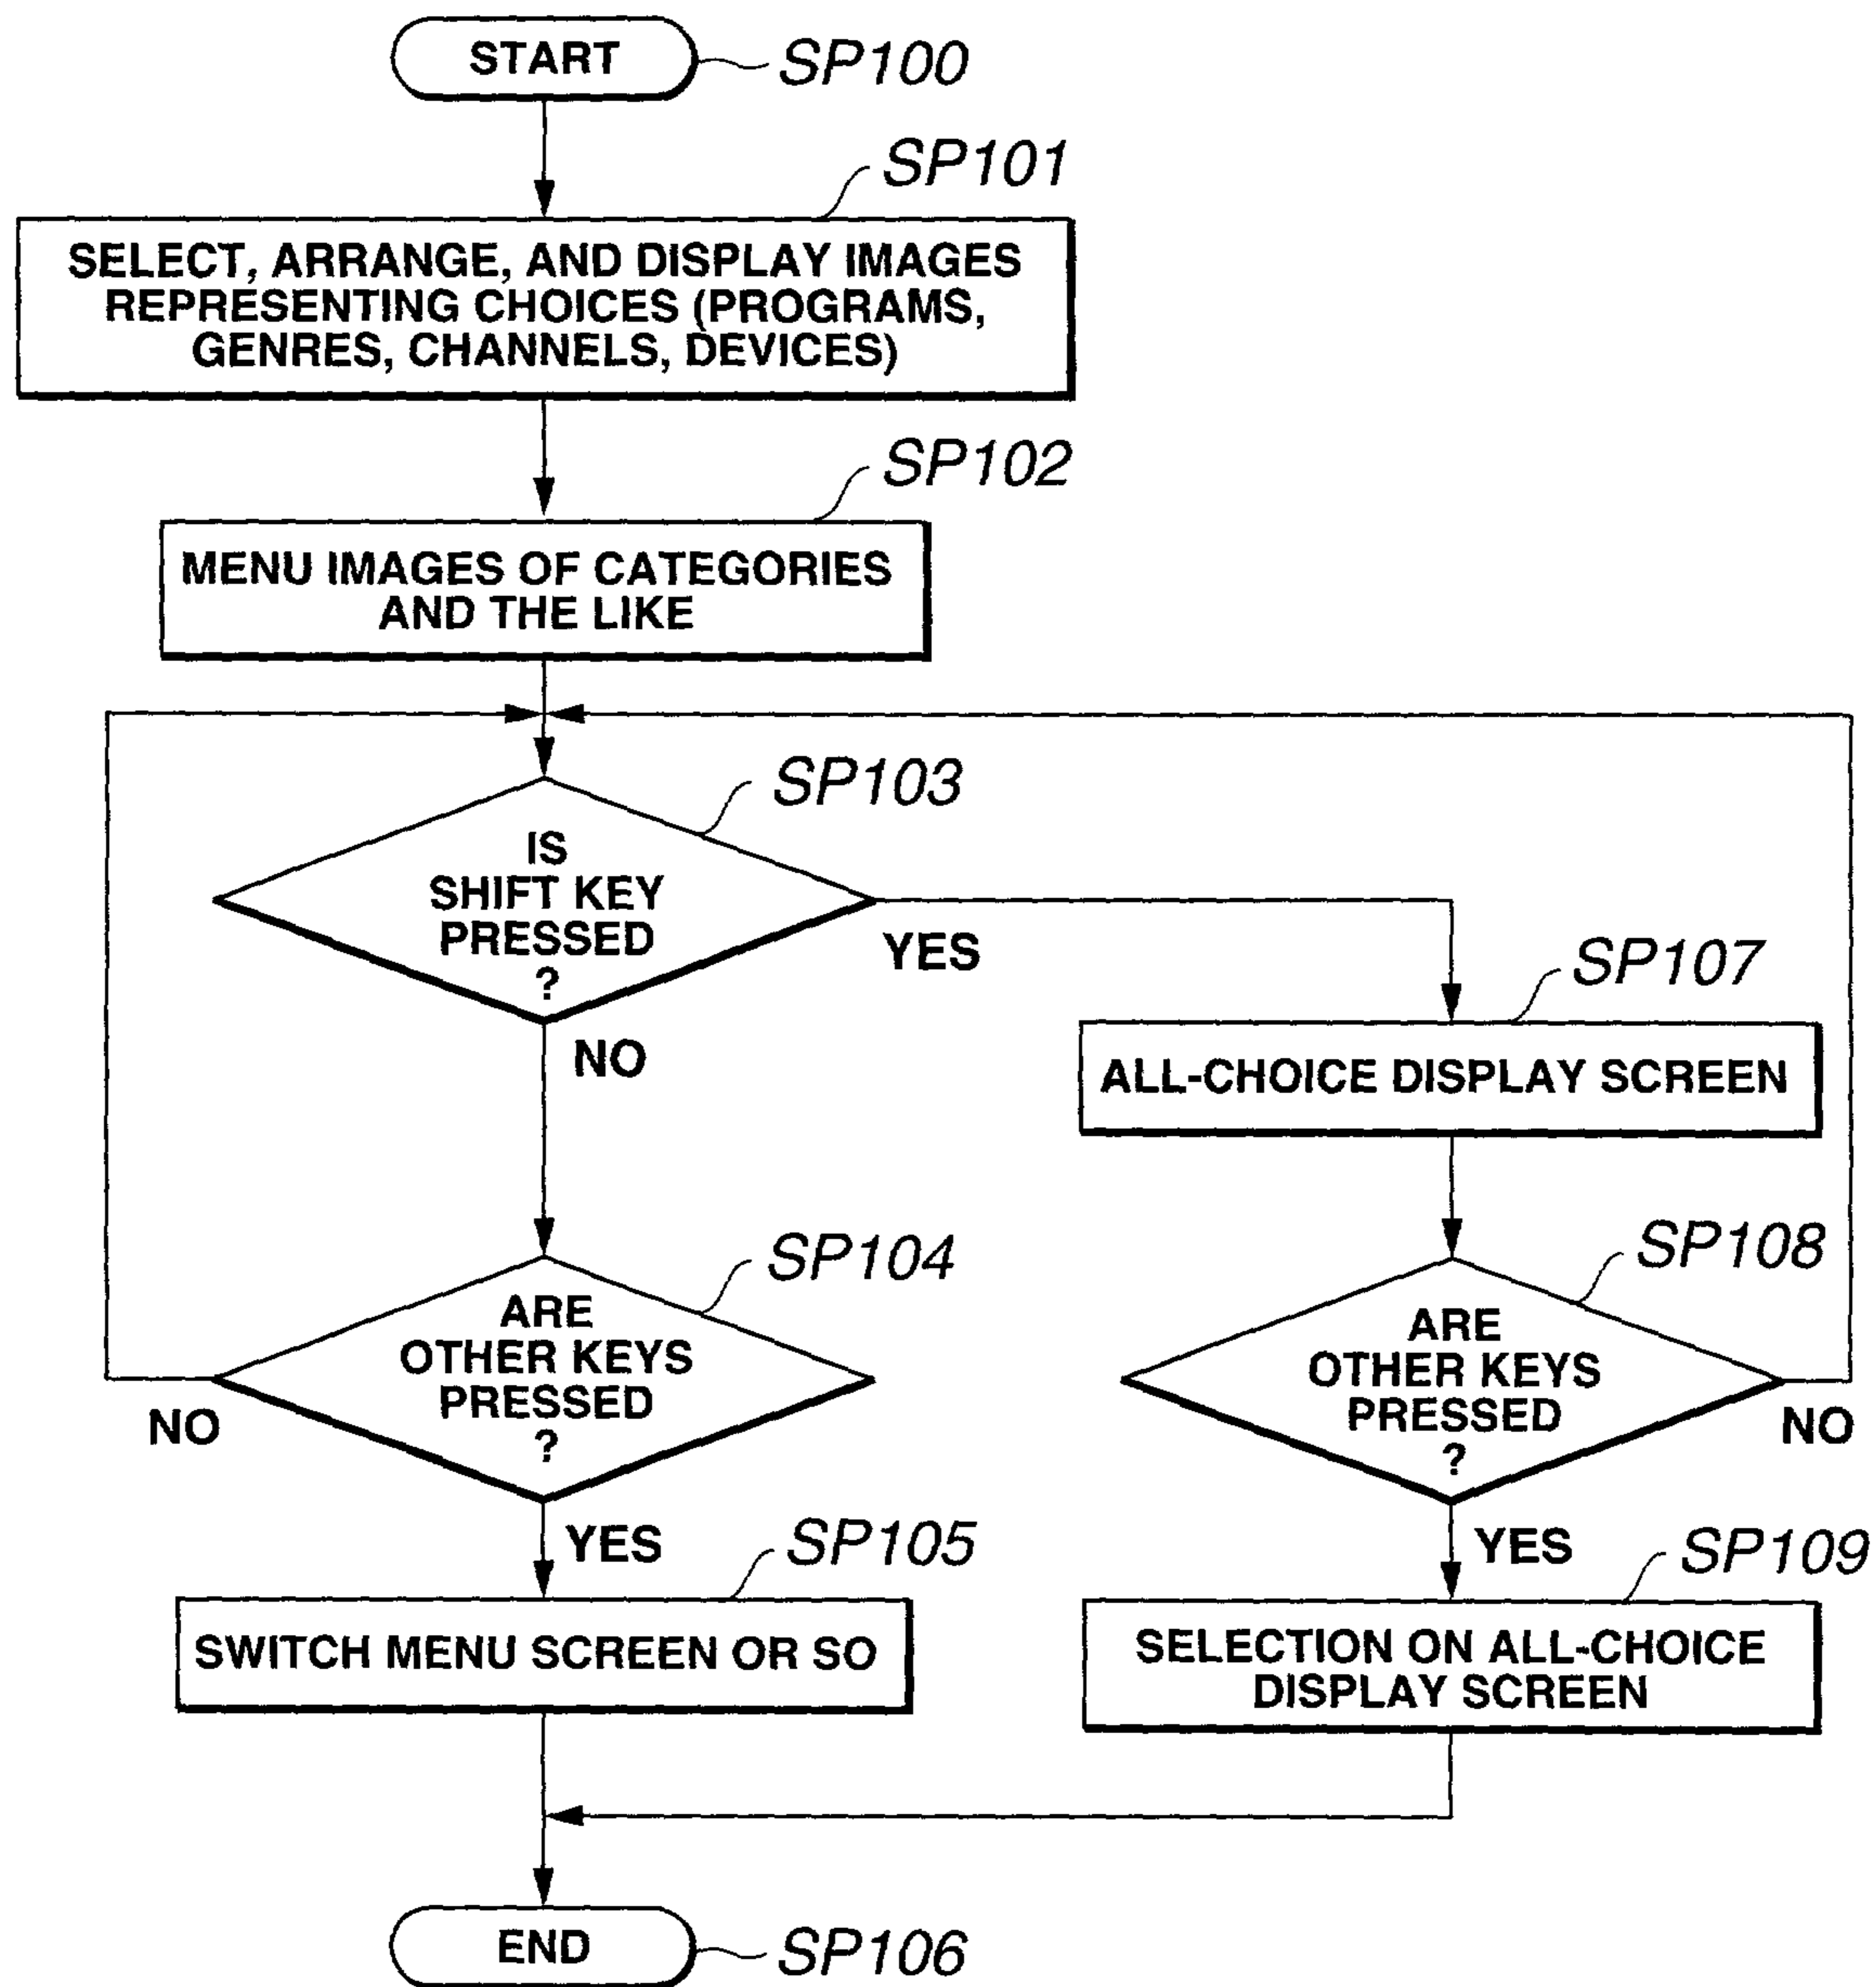 START
SP100
SP101
SELECT, ARRANGE, AND DISPLAY IMAGES
REPRESENTING CHOICES (PROGRAMS,
GENRES, CHANNELS, DEVICES)
SP102
MENU IMAGES OF CATEGORIES
AND THE LIKE
SP103
IS
SHIFT KEY
PRESSED
?
YES
NO
SP107
ALL-CHOICE DISPLAY SCREEN
SP104
ARE
OTHER KEYS
PRESSED
?
NO
YES
SP108
ARE
OTHER KEYS
PRESSED
?
NO
YES
SP105
SWITCH MENU SCREEN OR SO
SP109
SELECTION ON ALL-CHOICE
DISPLAY SCREEN
END
SP106